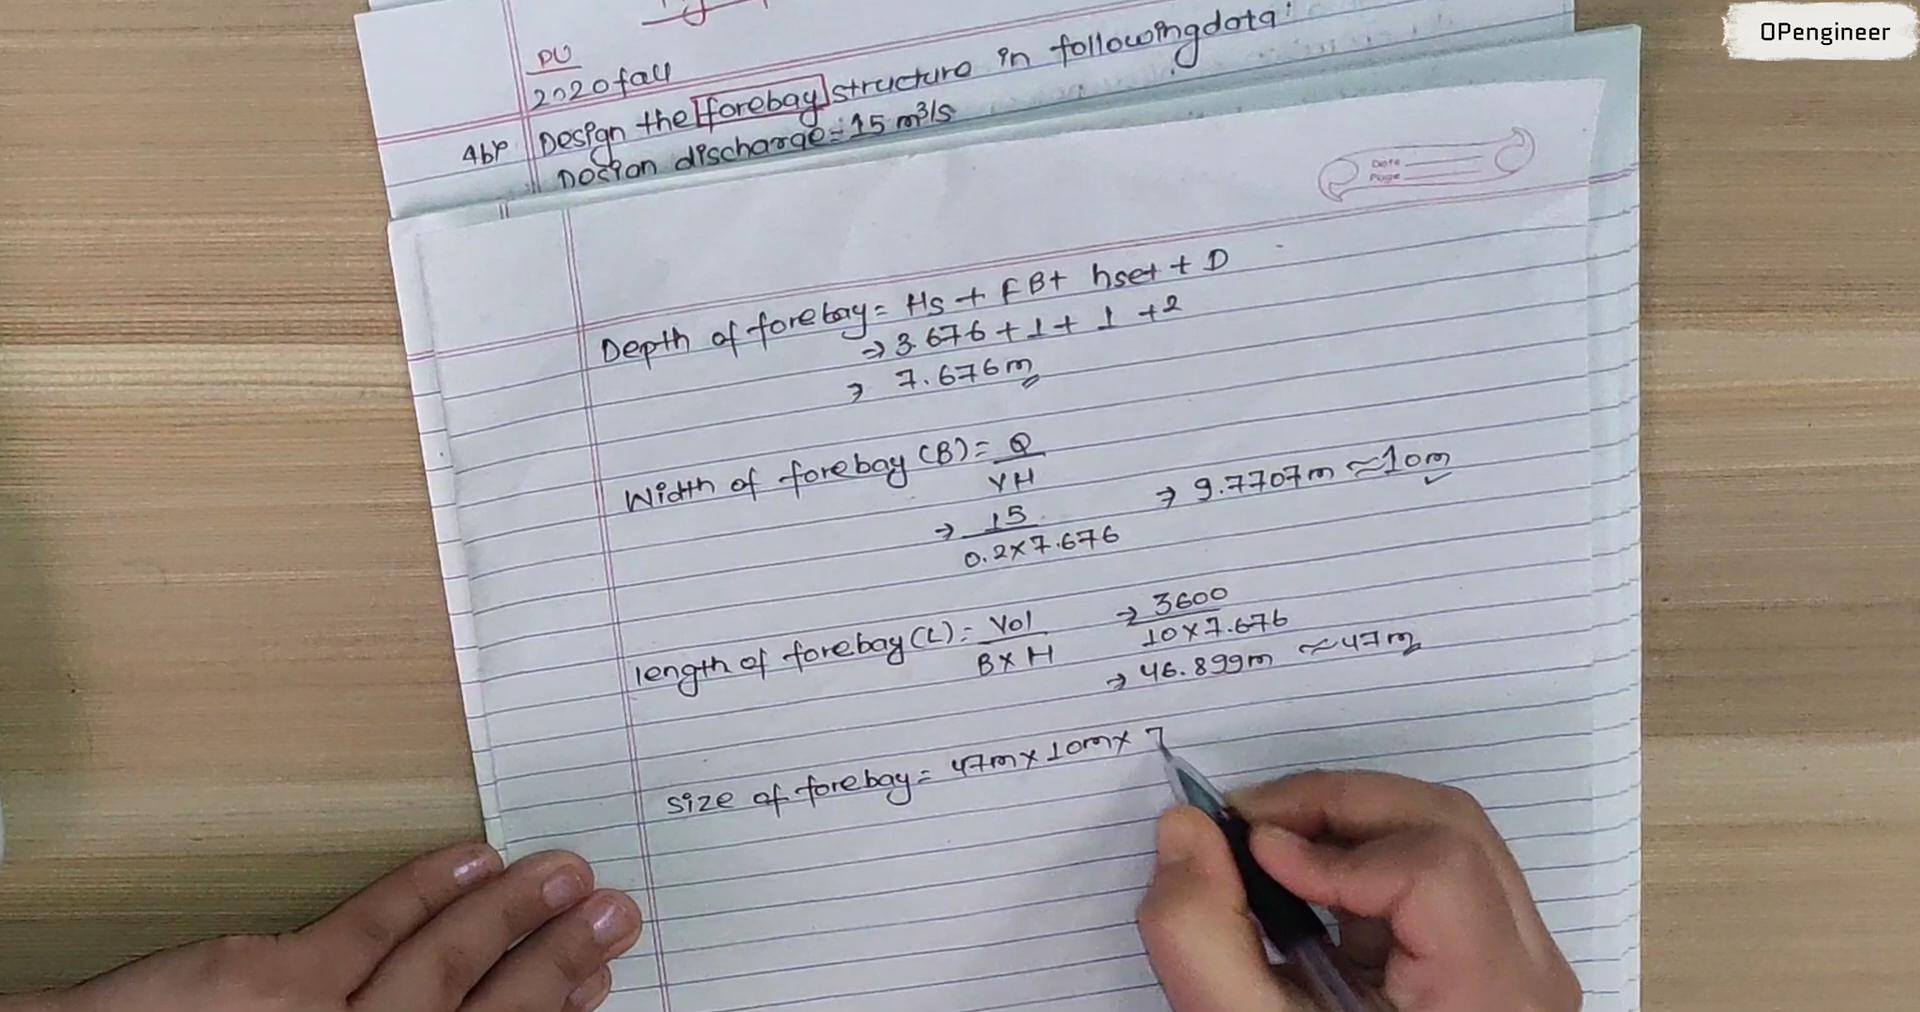 OPengineer
PU
2020 fall
4b) Design the forebay structure in following data:
Design discharge = 15 m³/s
Date
Page
Depth of forebay = Hs + FB + hset + D
⇒ 3.676 + 1 + 1 + 2
⇒ 7.676m
Width of forebay (B) = Q
VH
⇒ 15
0.2×7.676
⇒ 9.7707m ≈ 10m
length of forebay (L) = Vol
B×H
⇒ 3600
10×7.676
⇒ 46.899m ≈ 47m
size of forebay = 47m × 10m × 7